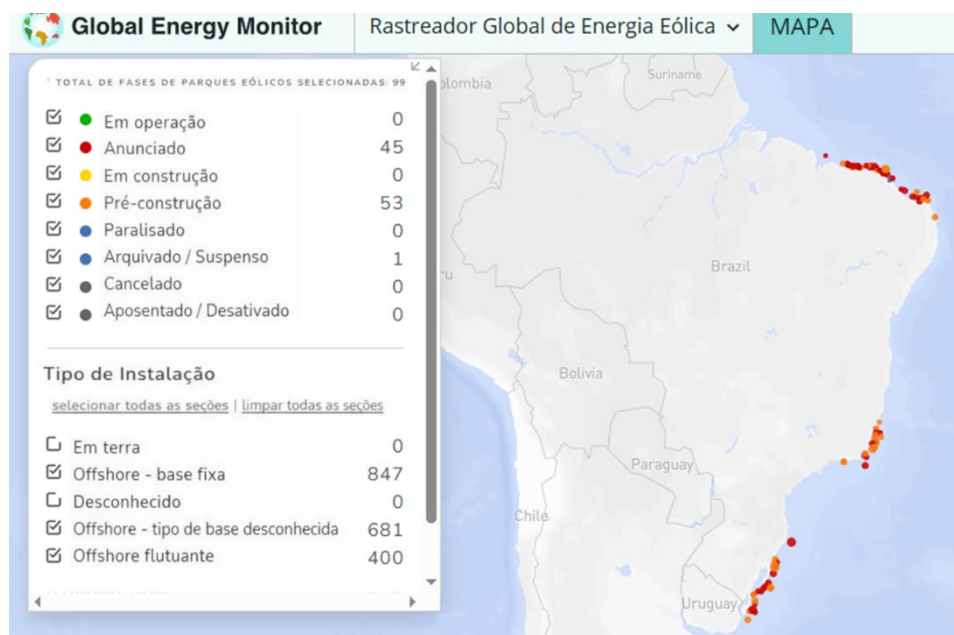 Global Energy Monitor
Rastreador Global de Energia Eólica
MAPA
TOTAL DE FASES DE PARQUES EÓLICOS SELECIONADAS: 99
Em operação 0
Anunciado 45
Em construção 0
Pré-construção 53
Paralisado 0
Arquivado / Suspenso 1
Cancelado 0
Aposentado / Desativado 0
Tipo de Instalação
selecionar todas as seções | limpar todas as seções
Em terra 0
Offshore - base fixa 847
Desconhecido 0
Offshore - tipo de base desconhecida 681
Offshore flutuante 400
olombia
Suriname
Brazil
ru
Bolivia
Paraguay
Chile
Uruguay